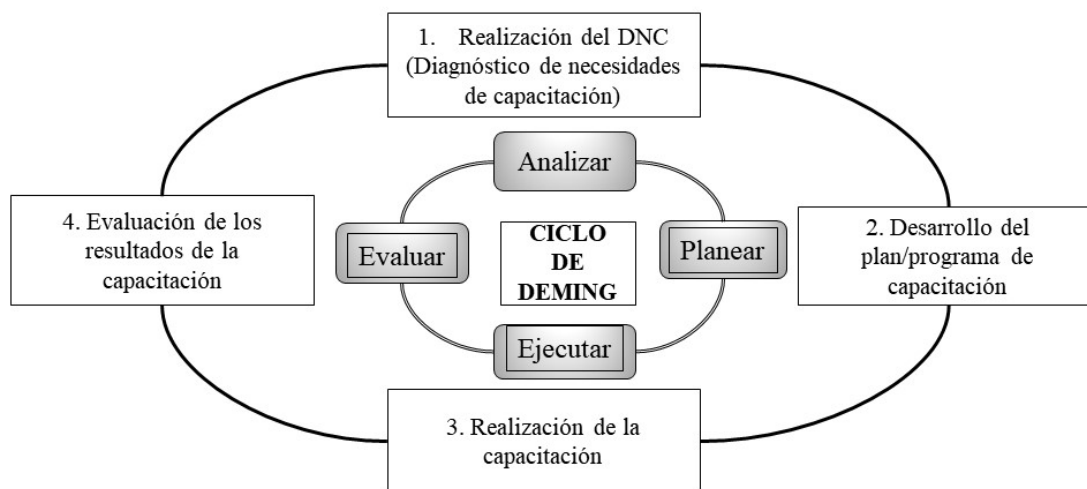 1. Realización del DNC
(Diagnóstico de necesidades
de capacitación)
Analizar
4. Evaluación de los
resultados de la
capacitación
Evaluar
CICLO
DE
DEMING
Planear
2. Desarrollo del
plan/programa de
capacitación
Ejecutar
3. Realización de la
capacitación